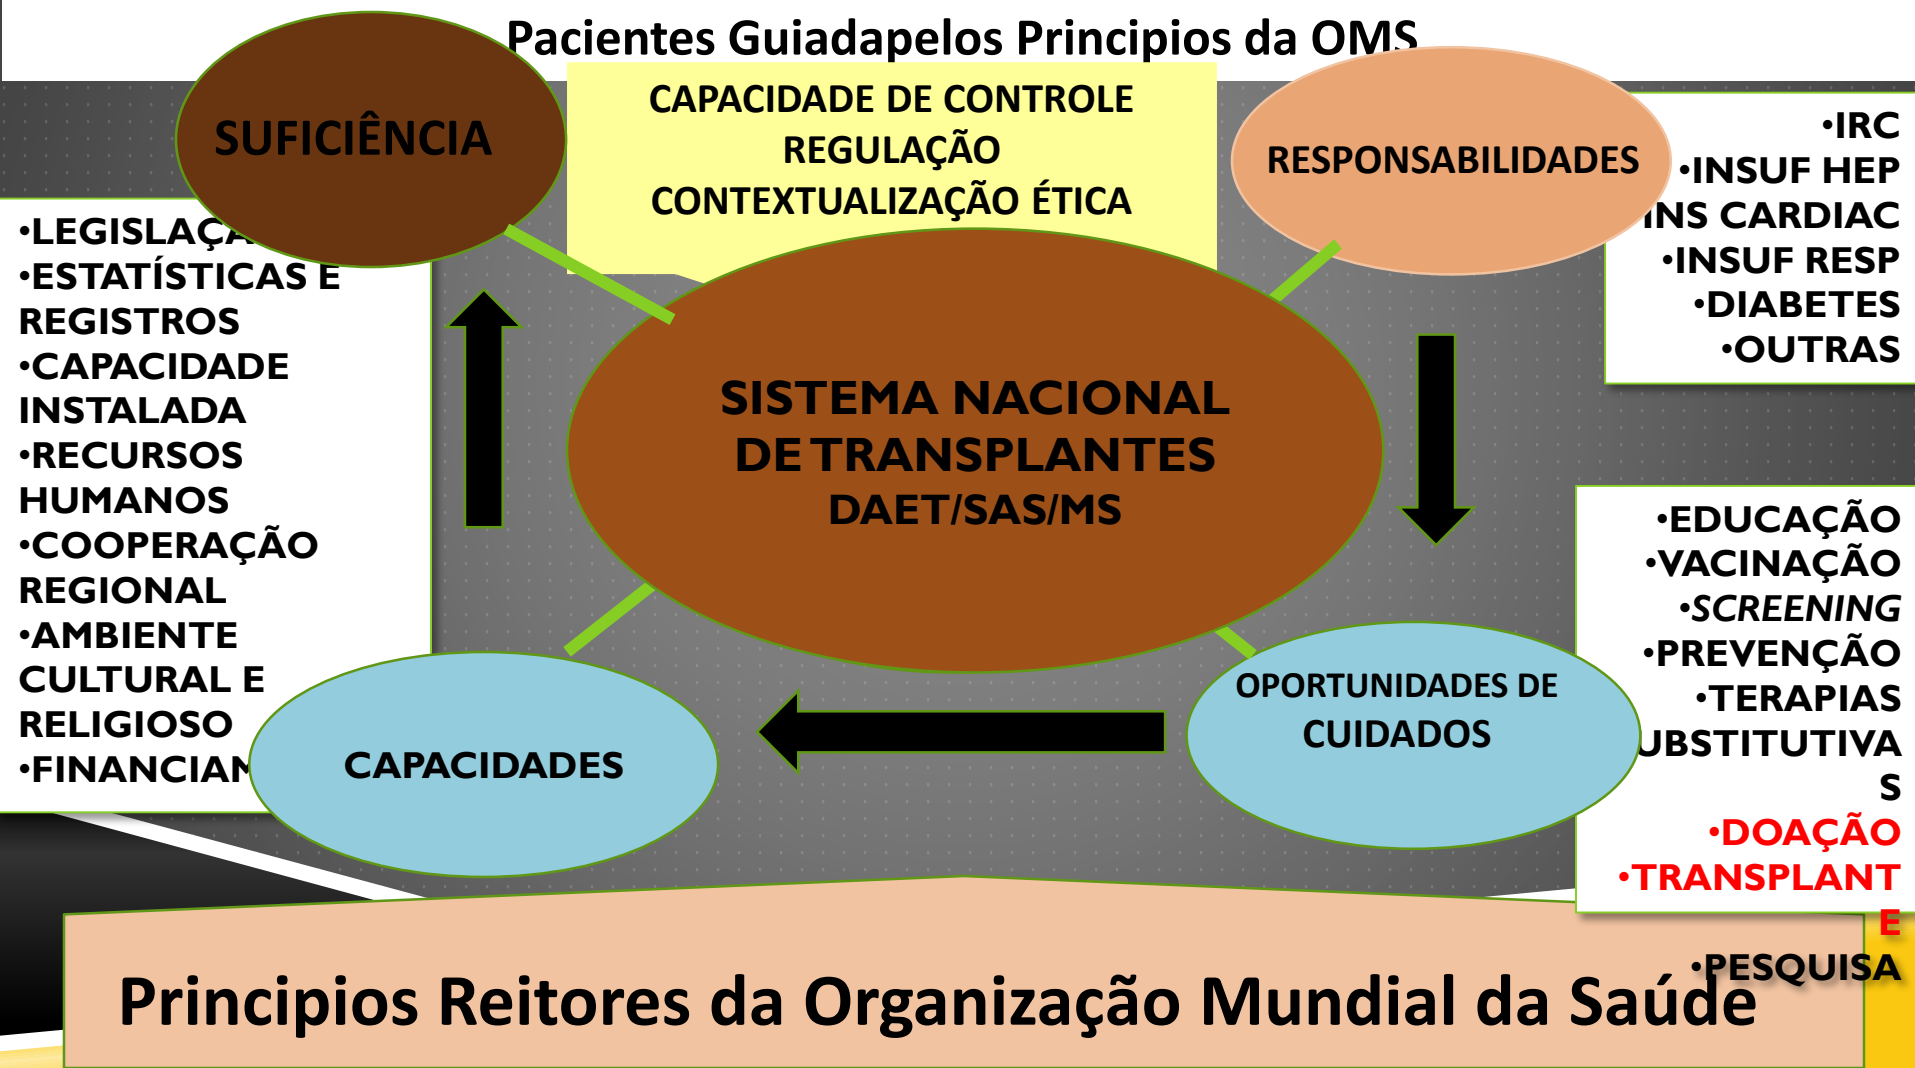 Pacientes Guiadapelos Principios da OMS
SUFICIÊNCIA
CAPACIDADE DE CONTROLE
REGULAÇÃO
CONTEXTUALIZAÇÃO ÉTICA
RESPONSABILIDADES
•IRC
•INSUF HEP
INS CARDIAC
•INSUF RESP
•DIABETES
•OUTRAS
•LEGISLAÇA
•ESTATÍSTICAS E
REGISTROS
•CAPACIDADE
INSTALADA
•RECURSOS
HUMANOS
•COOPERAÇÃO
REGIONAL
•AMBIENTE
CULTURAL E
RELIGIOSO
•FINANCIAM
SISTEMA NACIONAL
DE TRANSPLANTES
DAET/SAS/MS
•EDUCAÇÃO
•VACINAÇÃO
•SCREENING
•PREVENÇÃO
•TERAPIAS
UBSTITUTIVA
S
•DOAÇÃO
•TRANSPLANT
E
•PESQUISA
OPORTUNIDADES DE
CUIDADOS
CAPACIDADES
Principios Reitores da Organização Mundial da Saúde